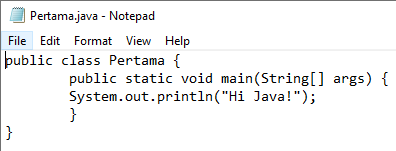 Pertama.java - Notepad
File Edit Format View Help
public class Pertama {
        public static void main(String[] args) {
        System.out.println("Hi Java!");
        }
}